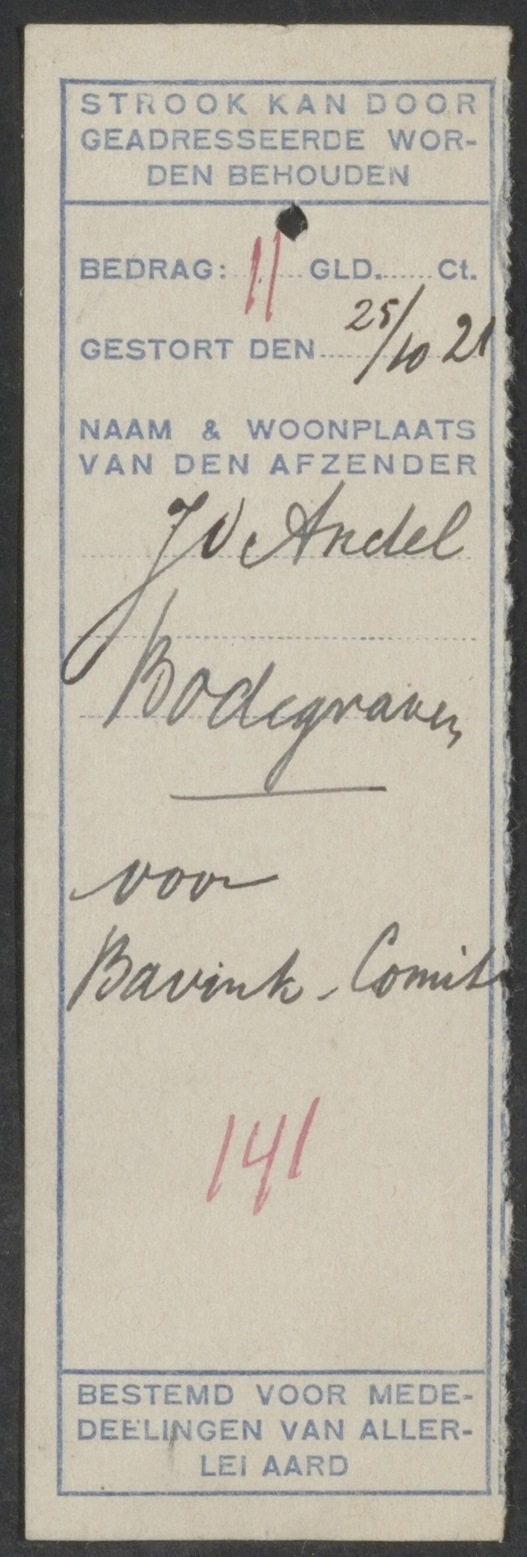 STROOK KAN DOOR
GEADRESSEERDE WOR-
DEN BEHOUDEN
BEDRAG: 11 GLD. Ct.
GESTORT DEN 25/10 21
NAAM & WOONPLAATS
VAN DEN AFZENDER
J v Andel
Bodegraven
voor
Bavink-Comite
141
BESTEMD VOOR MEDE-
DEELINGEN VAN ALLER-
LEI AARD